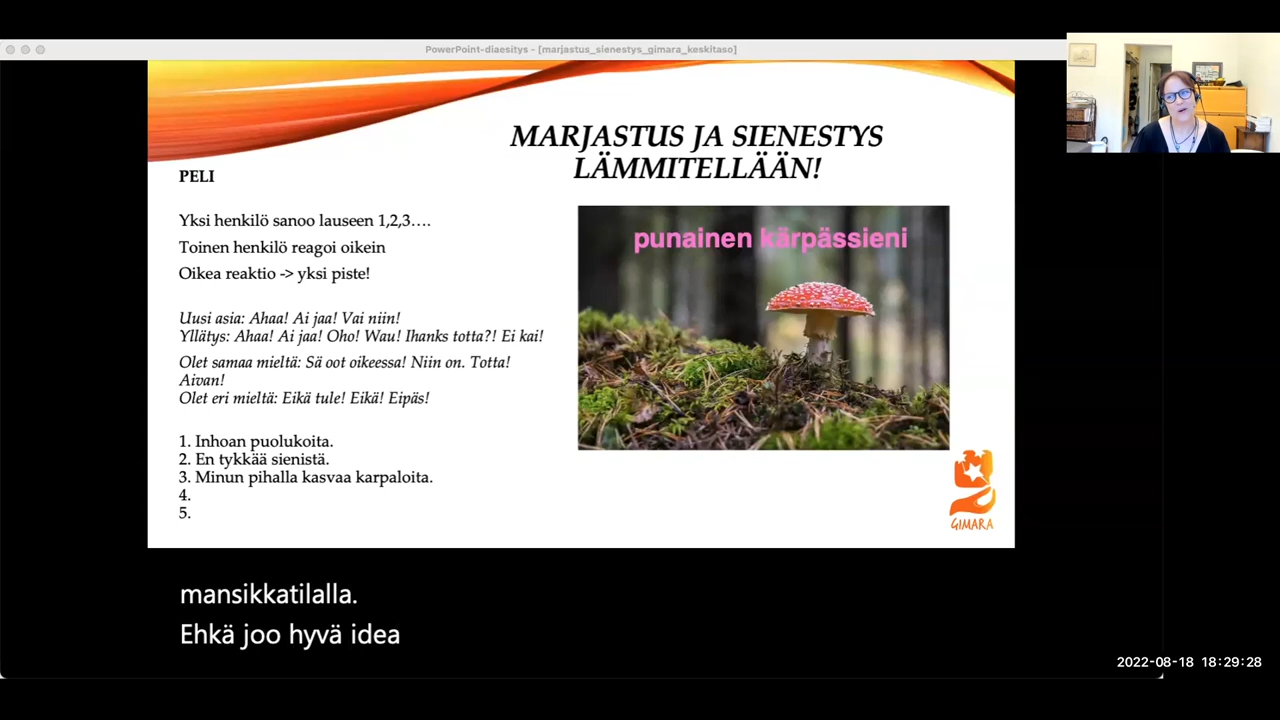 PowerPoint-diaesitys - [marjastus_sienestys_gimara_keskitaso]
MARJASTUS JA SIENESTYS
LÄMMITELLÄÄN!
PELI
Yksi henkilö sanoo lauseen 1,2,3….
Toinen henkilö reagoi oikein
Oikea reaktio -> yksi piste!
Uusi asia: Ahaa! Ai jaa! Vai niin!
Yllätys: Ahaa! Ai jaa! Oho! Wau! Ihanks totta?! Ei kai!
Olet samaa mieltä: Sä oot oikeessa! Niin on. Totta!
Aivan!
Olet eri mieltä: Eikä tule! Eikä! Eipäs!
1. Inhoan puolukoita.
2. En tykkää sienistä.
3. Minun pihalla kasvaa karpaloita.
4.
5.
punainen kärpässieni
GIMARA
mansikkatilalla.
Ehkä joo hyvä idea
2022-08-18 18:29:28